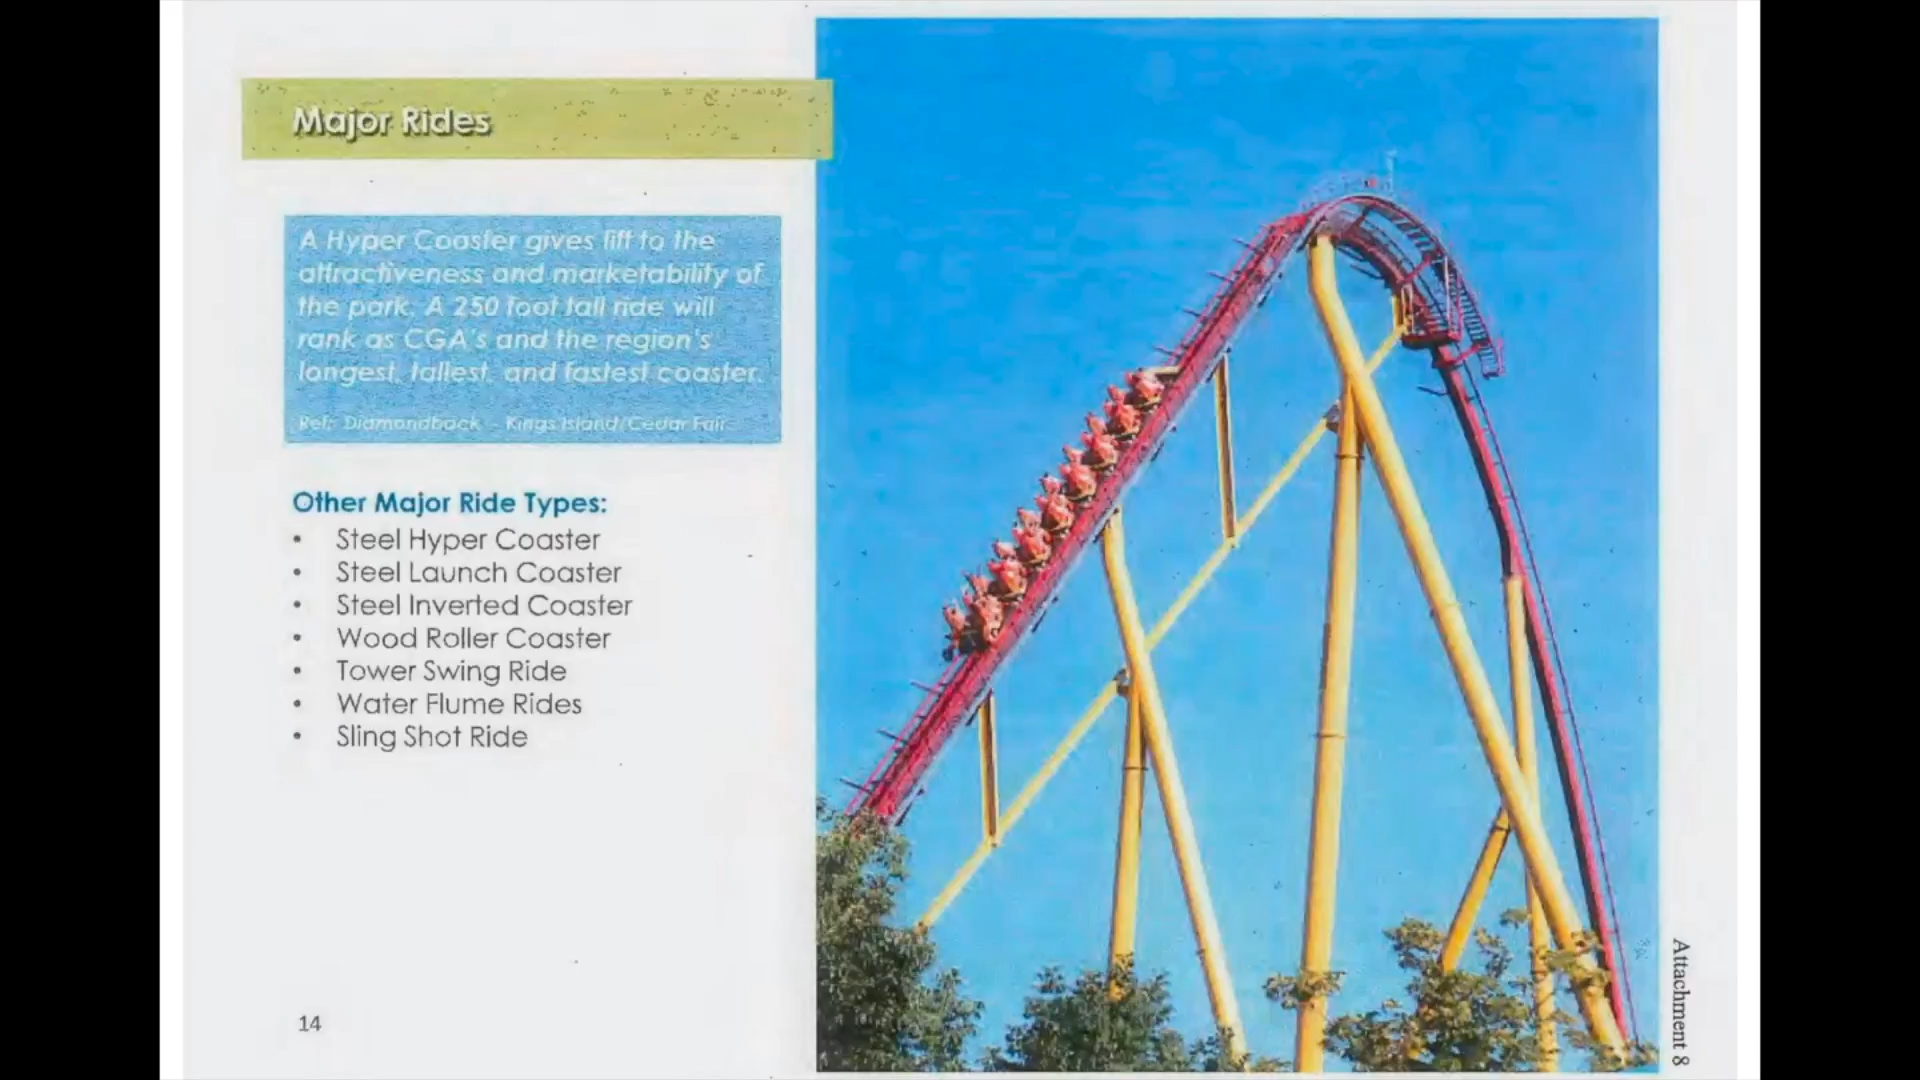 Major Rides
A Hyper Coaster gives lift to the
attractiveness and marketability of
the park. A 250 foot tall ride will
rank as CGA's and the region's
longest, tallest, and fastest coaster.
Ref: Diamondback - Kings Island/Cedar Fair
Other Major Ride Types:
• Steel Hyper Coaster
• Steel Launch Coaster
• Steel Inverted Coaster
• Wood Roller Coaster
• Tower Swing Ride
• Water Flume Rides
• Sling Shot Ride
14
Attachment 8